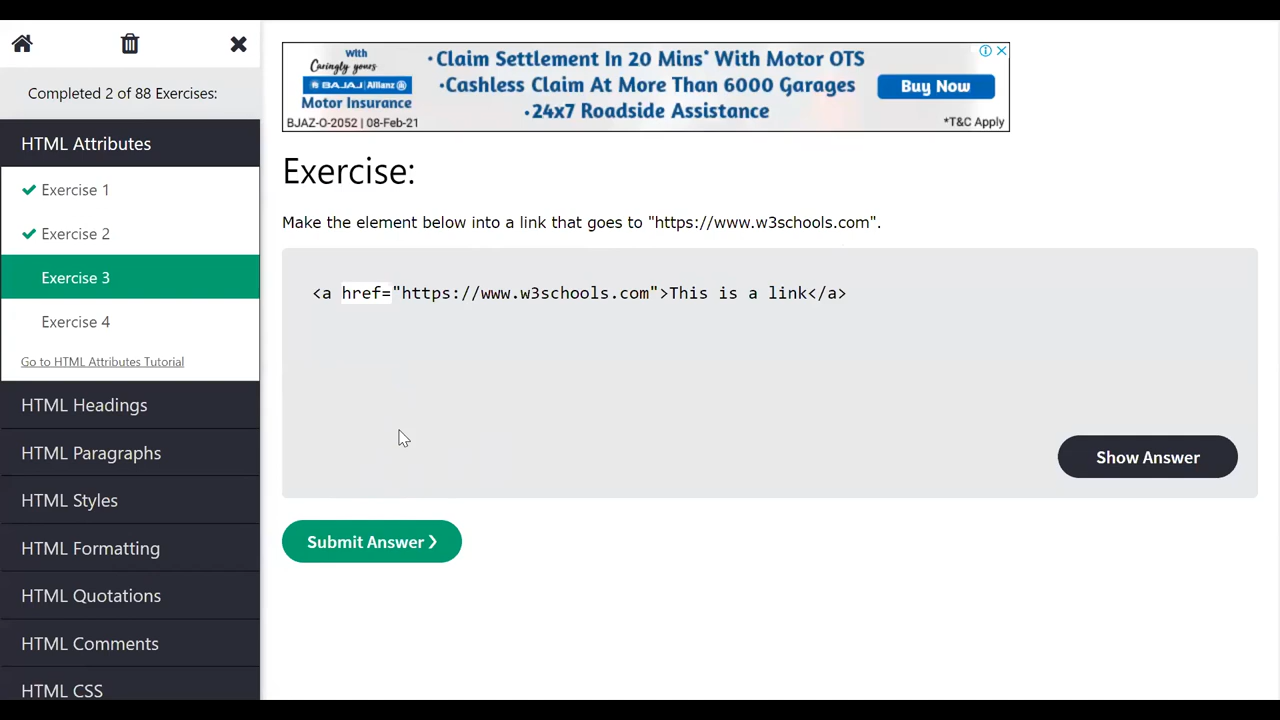 Completed 2 of 88 Exercises:
HTML Attributes
Exercise 1
Exercise 2
Exercise 3
Exercise 4
Go to HTML Attributes Tutorial
HTML Headings
HTML Paragraphs
HTML Styles
HTML Formatting
HTML Quotations
HTML Comments
HTML CSS
With
Caringly yours
BAJAJ Allianz
Motor Insurance
BJAZ-O-2052 | 08-Feb-21
·Claim Settlement In 20 Mins* With Motor OTS
·Cashless Claim At More Than 6000 Garages
·24x7 Roadside Assistance
Buy Now
*T&C Apply
Exercise:
Make the element below into a link that goes to "https://www.w3schools.com".
<a href="https://www.w3schools.com">This is a link</a>
Show Answer
Submit Answer ❯